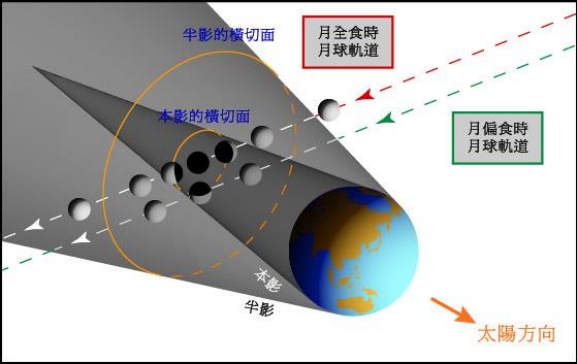 半影的橫切面
月全食時
月球軌道
本影的橫切面
月偏食時
月球軌道
本影
半影
太陽方向